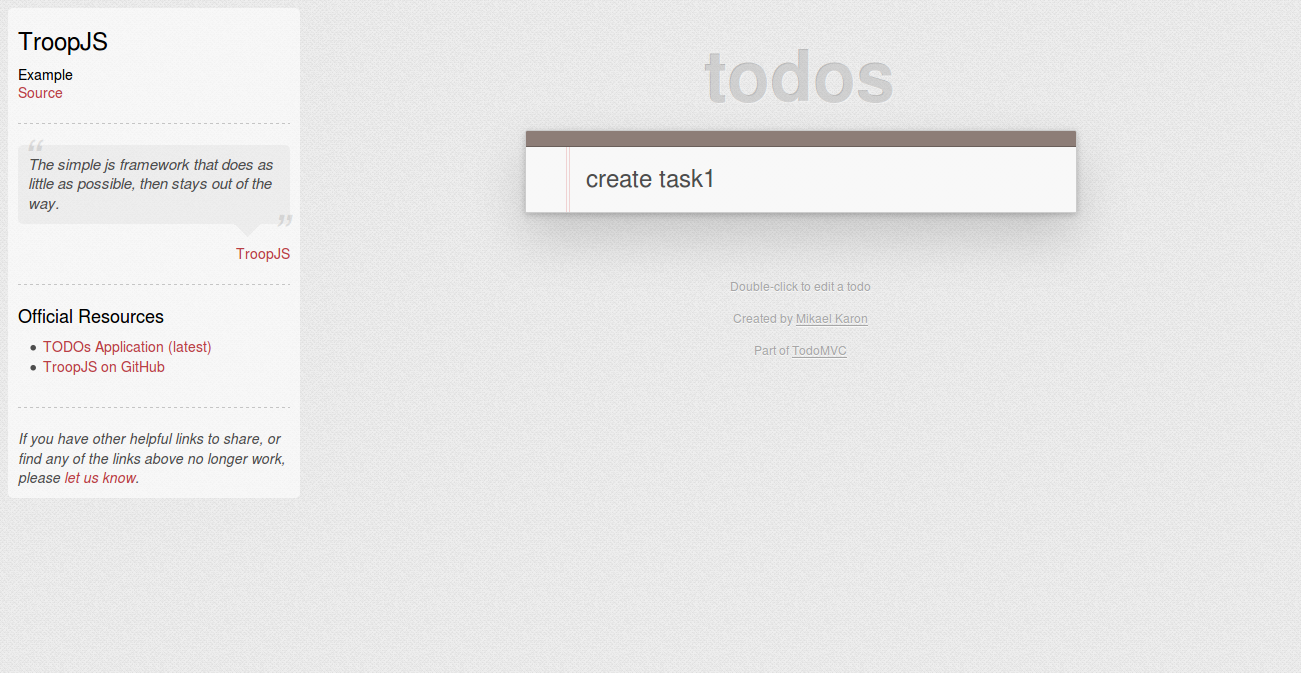 TroopJS
Example
Source
“
The simple js framework that does as
little as possible, then stays out of the
way.
”
TroopJS
Official Resources
• TODOs Application (latest)
• TroopJS on GitHub
If you have other helpful links to share, or
find any of the links above no longer work,
please let us know.
todos
create task1
Double-click to edit a todo
Created by Mikael Karon
Part of TodoMVC